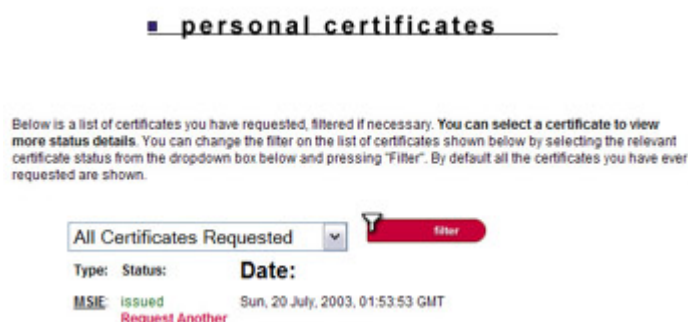 personal certificates
Below is a list of certificates you have requested, filtered if necessary. You can select a certificate to view
more status details. You can change the filter on the list of certificates shown below by selecting the relevant
certificate status from the dropdown box below and pressing "Filter". By default all the certificates you have ever
requested are shown.
All Certificates Requested filter
Type: Status: Date:
MSIE issued Sun, 20 July, 2003, 01:53:53 GMT
Request Another